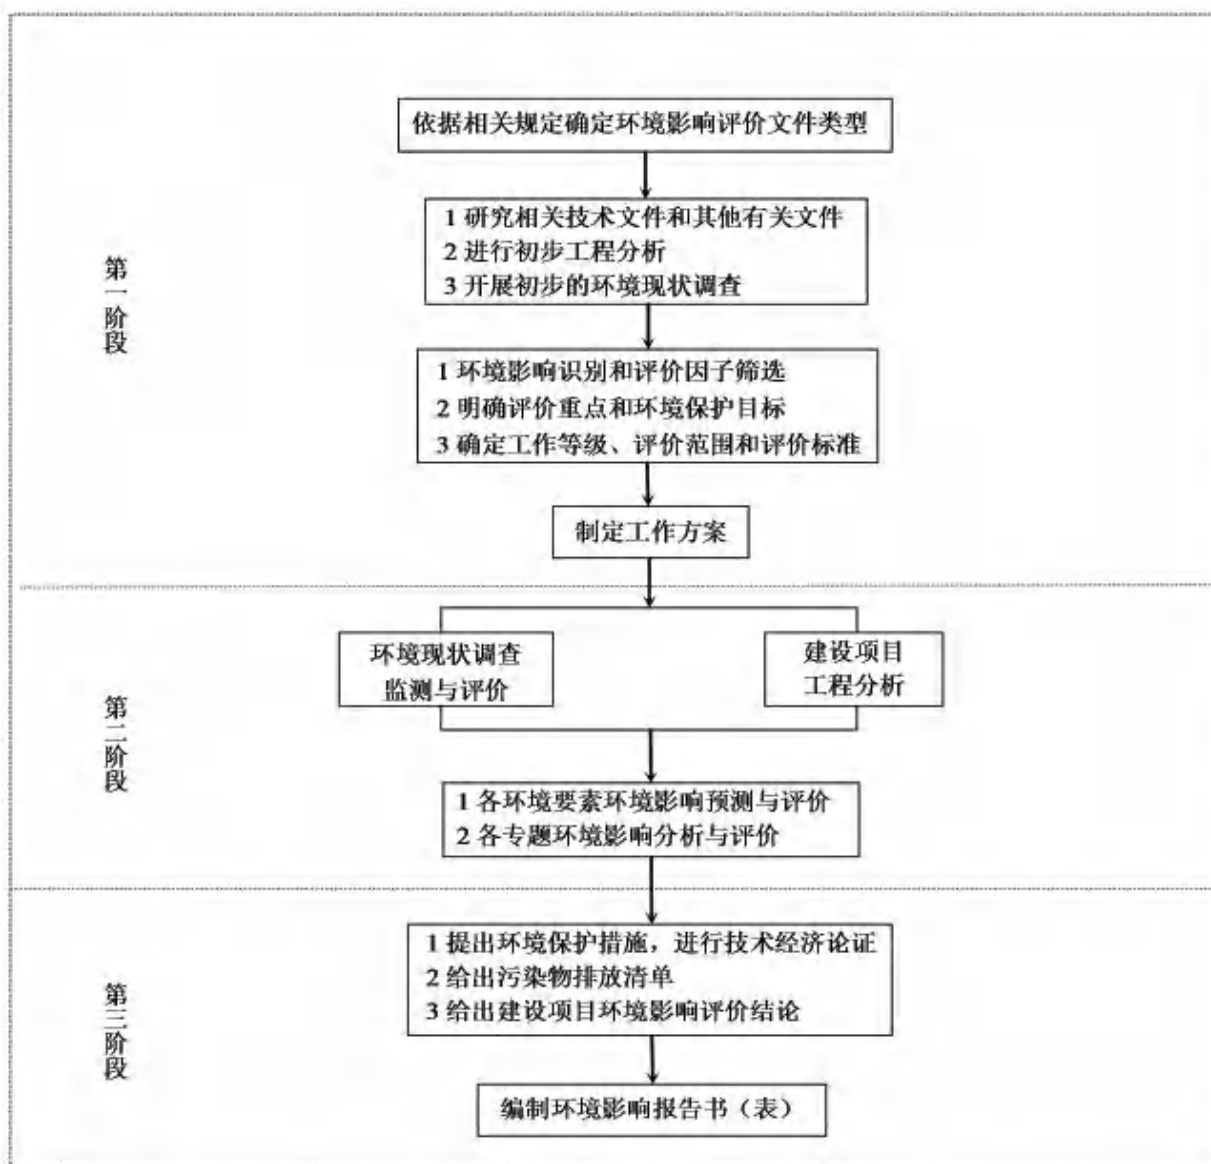 依据相关规定确定环境影响评价文件类型
1 研究相关技术文件和其他有关文件
2 进行初步工程分析
3 开展初步的环境现状调查
第一阶段
1 环境影响识别和评价因子筛选
2 明确评价重点和环境保护目标
3 确定工作等级、评价范围和评价标准
制定工作方案
环境现状调查
监测与评价
建设项目
工程分析
第二阶段
1 各环境要素环境影响预测与评价
2 各专题环境影响分析与评价
1 提出环境保护措施，进行技术经济论证
2 给出污染物排放清单
3 给出建设项目环境影响评价结论
第三阶段
编制环境影响报告书（表）